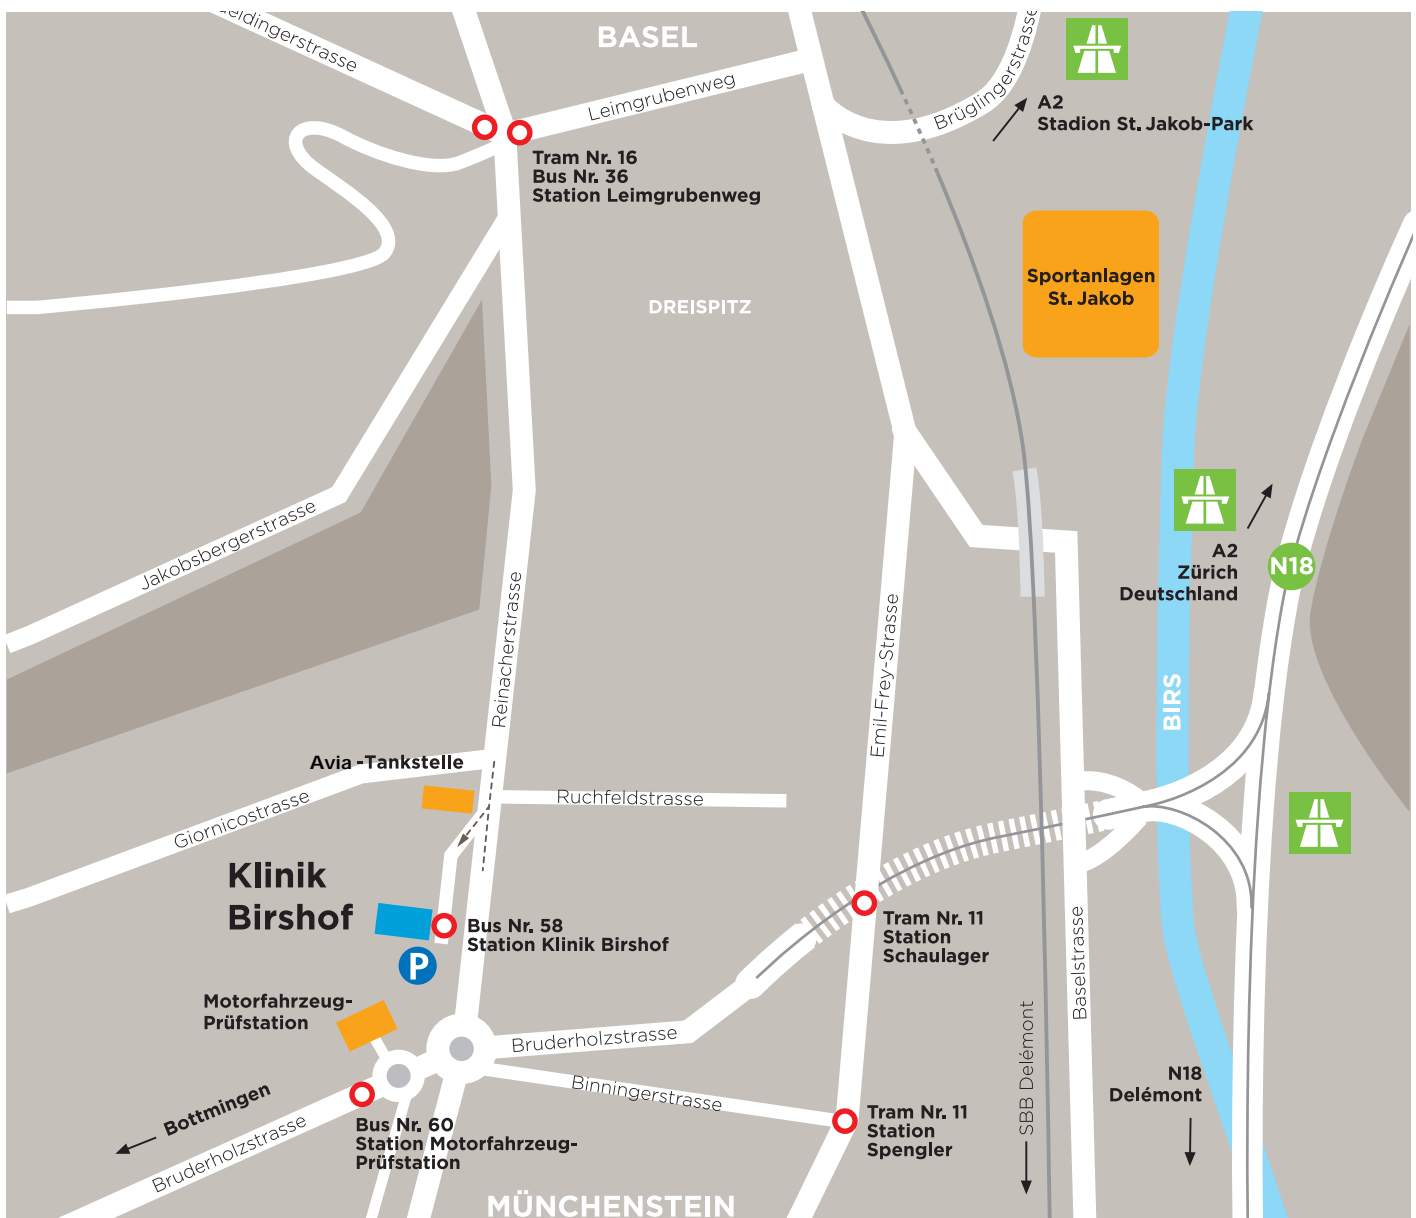 BASEL
Leimgrubenweg
Brüglingerstrasse
A2
Stadion St. Jakob-Park
Tram Nr. 16
Bus Nr. 36
Station Leimgrubenweg
Sportanlagen
St. Jakob
DREISPITZ
Jakobsbergerstrasse
Reinacherstrasse
Emil-Frey-Strasse
A2
Zürich
Deutschland
N18
BIRS
Avia -Tankstelle
Ruchfeldstrasse
Giornicostrasse
Klinik
Birshof
Bus Nr. 58
Station Klinik Birshof
P
Tram Nr. 11
Station
Schaulager
Baselstrasse
Motorfahrzeug-
Prüfstation
Bruderholzstrasse
Binningerstrasse
SBB Delémont
N18
Delémont
Bottmingen
Bruderholzstrasse
Bus Nr. 60
Station Motorfahrzeug-
Prüfstation
Tram Nr. 11
Station
Spengler
MÜNCHENSTEIN